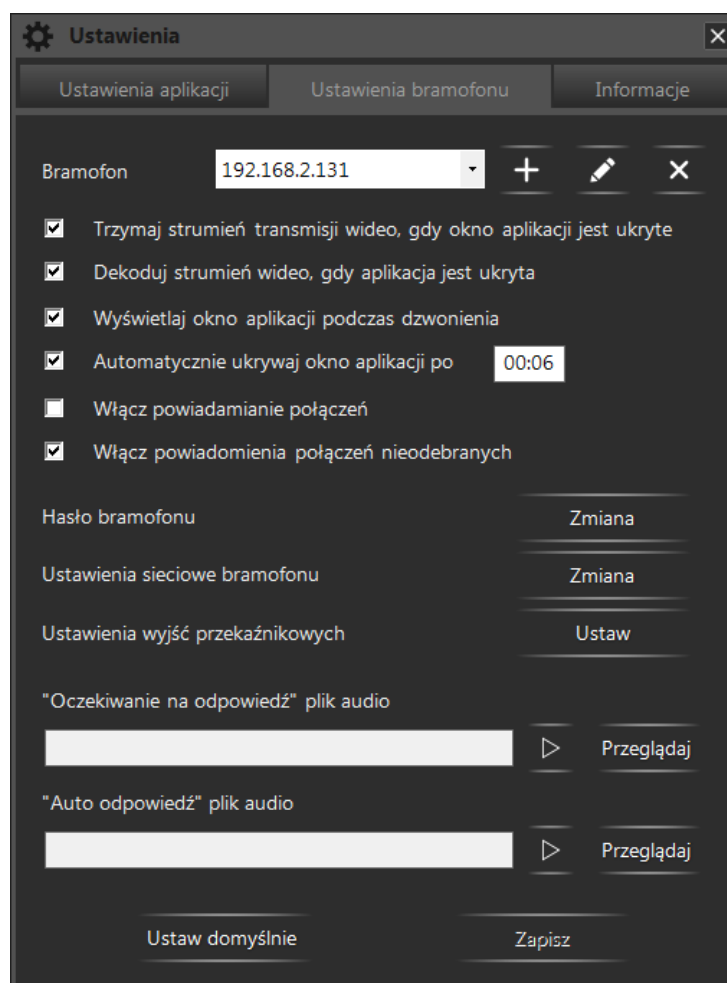 Ustawienia
Ustawienia aplikacji Ustawienia bramofonu Informacje
Bramofon 192.168.2.131
Trzymaj strumień transmisji wideo, gdy okno aplikacji jest ukryte
Dekoduj strumień wideo, gdy aplikacja jest ukryta
Wyświetlaj okno aplikacji podczas dzwonienia
Automatycznie ukrywaj okno aplikacji po 00:06
Włącz powiadamianie połączeń
Włącz powiadomienia połączeń nieodebranych
Hasło bramofonu Zmiana
Ustawienia sieciowe bramofonu Zmiana
Ustawienia wyjść przekaźnikowych Ustaw
"Oczekiwanie na odpowiedź" plik audio
Przeglądaj
"Auto odpowiedź" plik audio
Przeglądaj
Ustaw domyślnie Zapisz